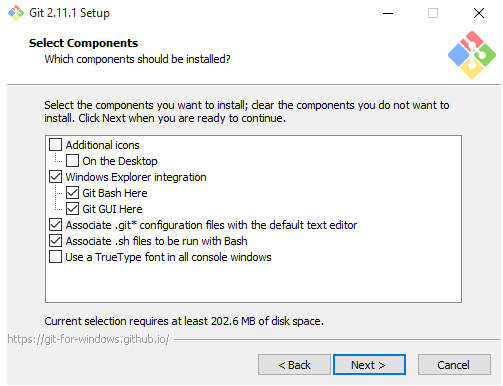 Git 2.11.1 Setup
Select Components
Which components should be installed?
Select the components you want to install; clear the components you do not want to
install. Click Next when you are ready to continue.
Additional icons
On the Desktop
Windows Explorer integration
Git Bash Here
Git GUI Here
Associate .git* configuration files with the default text editor
Associate .sh files to be run with Bash
Use a TrueType font in all console windows
Current selection requires at least 202.6 MB of disk space.
https://git-for-windows.github.io/
< Back
Next >
Cancel